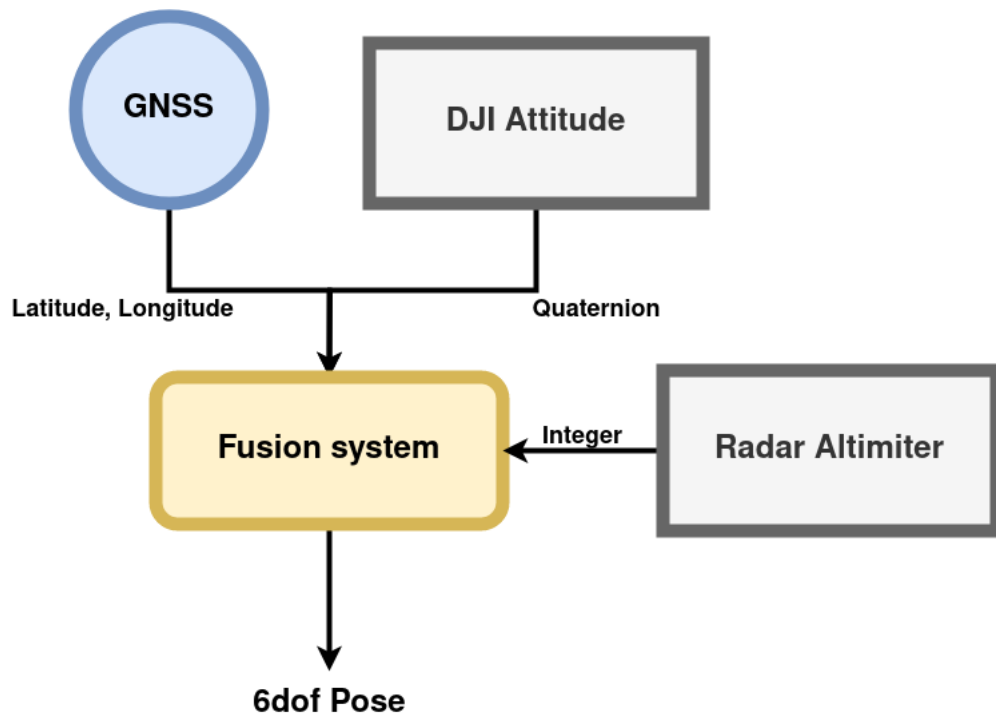 GNSS
DJI Attitude
Latitude, Longitude
Quaternion
Integer
Fusion system
Radar Altimiter
6dof Pose